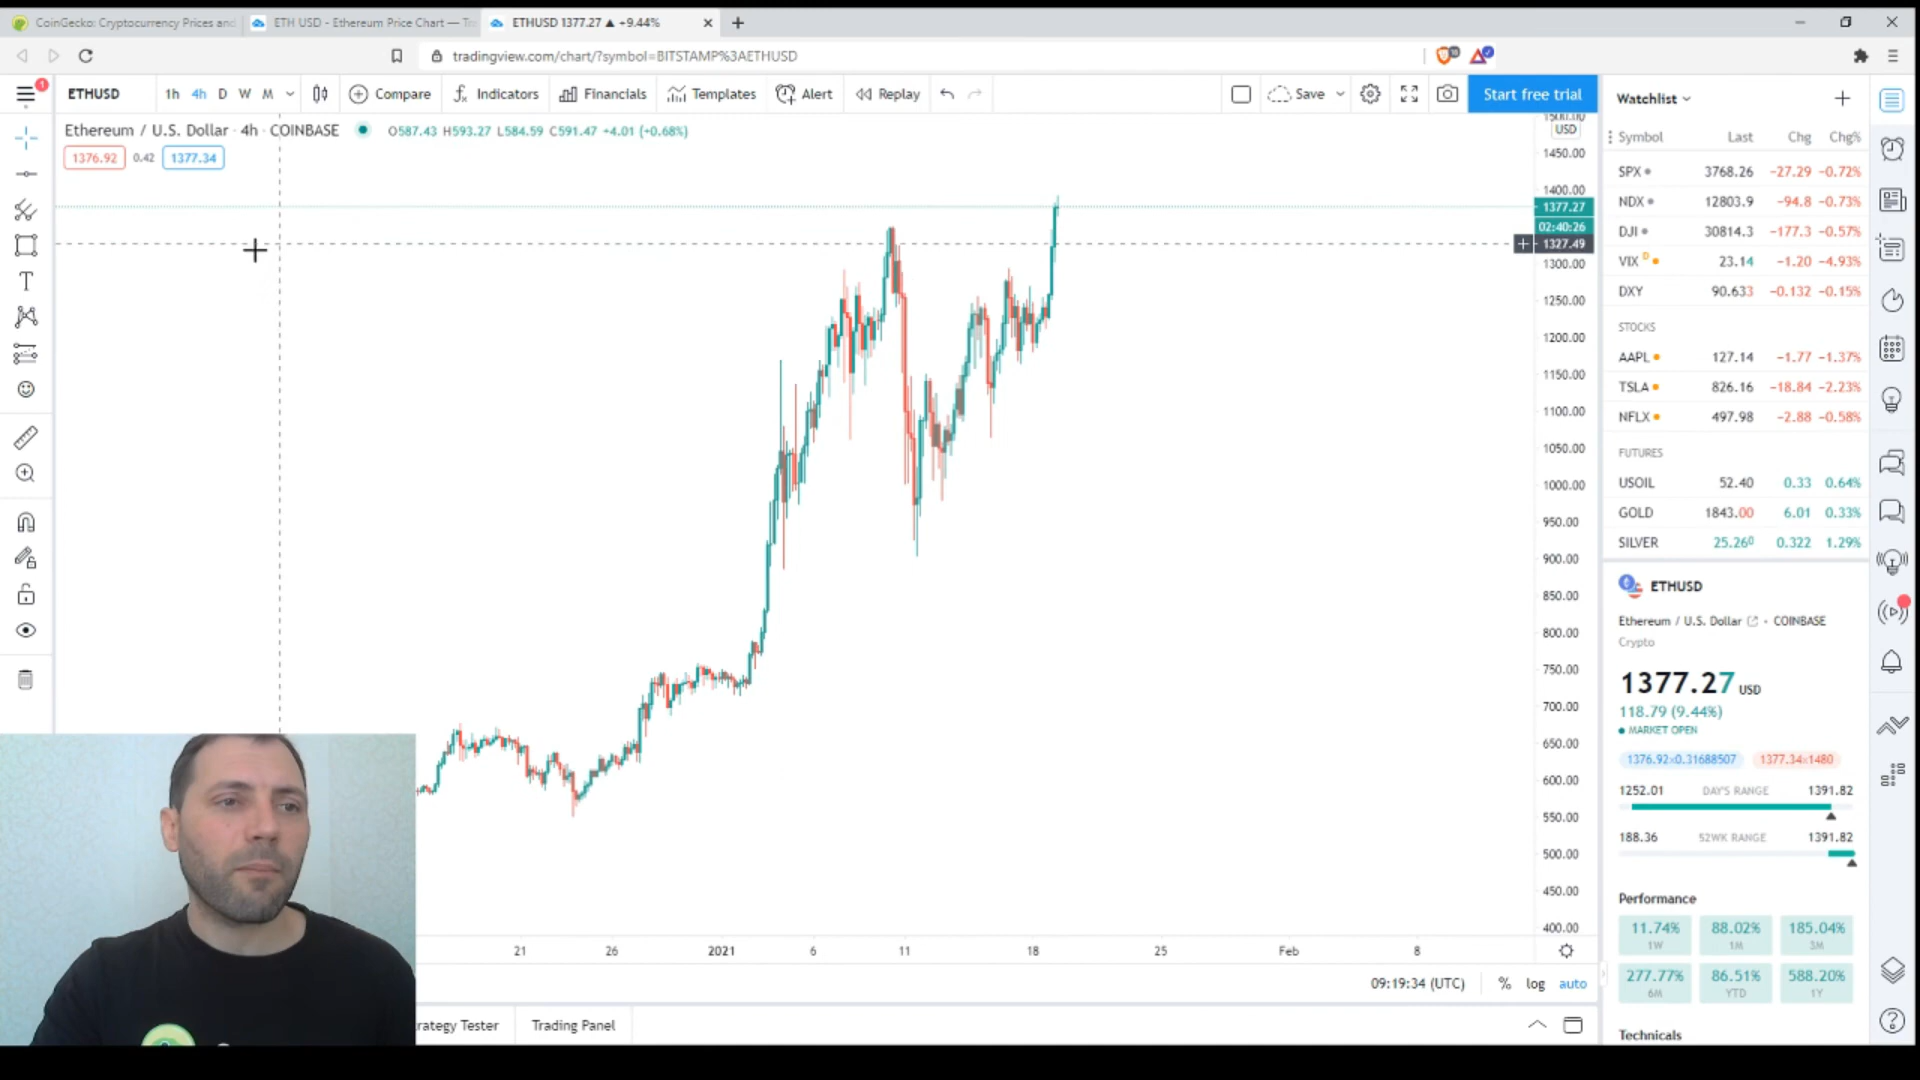 CoinGecko: Cryptocurrency Prices and
ETH USD - Ethereum Price Chart — Tr
ETHUSD 1377.27 ▲ +9.44%
tradingview.com/chart/?symbol=BITSTAMP%3AETHUSD
ETHUSD 1h 4h D W M Compare Indicators Financials Templates Alert Replay Save Start free trial
Ethereum / U.S. Dollar · 4h · COINBASE O587.43 H593.27 L584.59 C591.47 +4.01 (+0.68%)
1376.92 0.42 1377.34
1500.00
USD
1450.00
1400.00
1377.27
02:40:26
1327.49
1300.00
1250.00
1200.00
1150.00
1100.00
1050.00
1000.00
950.00
900.00
850.00
800.00
750.00
700.00
650.00
600.00
550.00
500.00
450.00
400.00
21 26 2021 6 11 18 25 Feb 8
09:19:34 (UTC) % log auto
rategy Tester Trading Panel
Watchlist
Symbol Last Chg Chg%
SPX 3768.26 −27.29 −0.72%
NDX 12803.9 −94.8 −0.73%
DJI 30814.3 −177.3 −0.57%
VIX D 23.14 −1.20 −4.93%
DXY 90.633 −0.132 −0.15%
STOCKS
AAPL 127.14 −1.77 −1.37%
TSLA 826.16 −18.84 −2.23%
NFLX 497.98 −2.88 −0.58%
FUTURES
USOIL 52.40 0.33 0.64%
GOLD 1843.00 6.01 0.33%
SILVER 25.260 0.322 1.29%
ETHUSD
Ethereum / U.S. Dollar · COINBASE
Crypto
1377.27 USD
118.79 (9.44%)
MARKET OPEN
1376.92×0.31688507 1377.34×1480
1252.01 DAY'S RANGE 1391.82
188.36 52WK RANGE 1391.82
Performance
11.74% 88.02% 185.04%
1W 1M 3M
277.77% 86.51% 588.20%
6M YTD 1Y
Technicals